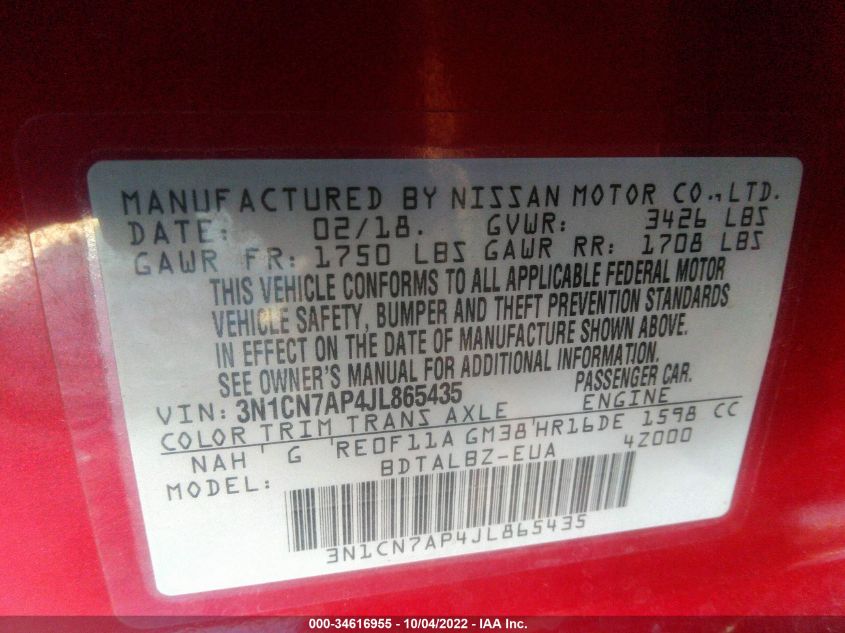 MANUFACTURED BY NISSAN MOTOR CO.,LTD.
DATE: 02/18. GVWR: 3426 LBS
GAWR FR: 1750 LBS GAWR RR: 1708 LBS
THIS VEHICLE CONFORMS TO ALL APPLICABLE FEDERAL MOTOR
VEHICLE SAFETY, BUMPER AND THEFT PREVENTION STANDARDS
IN EFFECT ON THE DATE OF MANUFACTURE SHOWN ABOVE.
SEE OWNER'S MANUAL FOR ADDITIONAL INFORMATION.
VIN: 3N1CN7AP4JL865435 PASSENGER CAR.
COLOR TRIM TRANS AXLE ENGINE
NAH G RE0F11A GM38 HR16DE 1598 CC
MODEL: BDTALBZ-EUA 4Z000
3N1CN7AP4JL865435
000-34616955 - 10/04/2022 - IAA Inc.